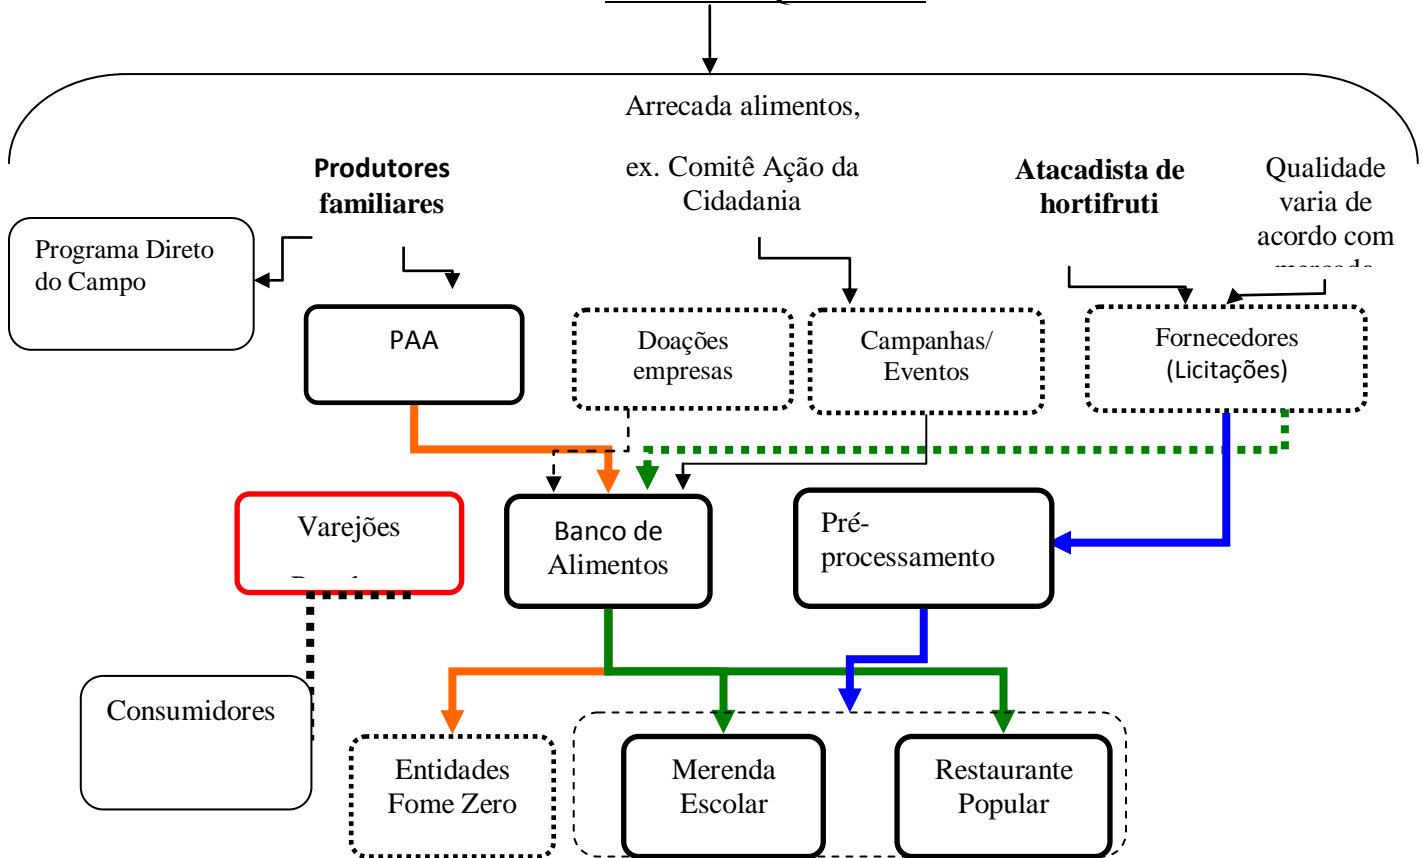 Arrecada alimentos,
ex. Comitê Ação da
Cidadania
Produtores
familiares
Atacadista de
hortifruti
Qualidade
varia de
acordo com
mercado
Programa Direto
do Campo
PAA
Doações
empresas
Campanhas/
Eventos
Fornecedores
(Licitações)
Varejões
Banco de
Alimentos
Pré-
processamento
Consumidores
Entidades
Fome Zero
Merenda
Escolar
Restaurante
Popular